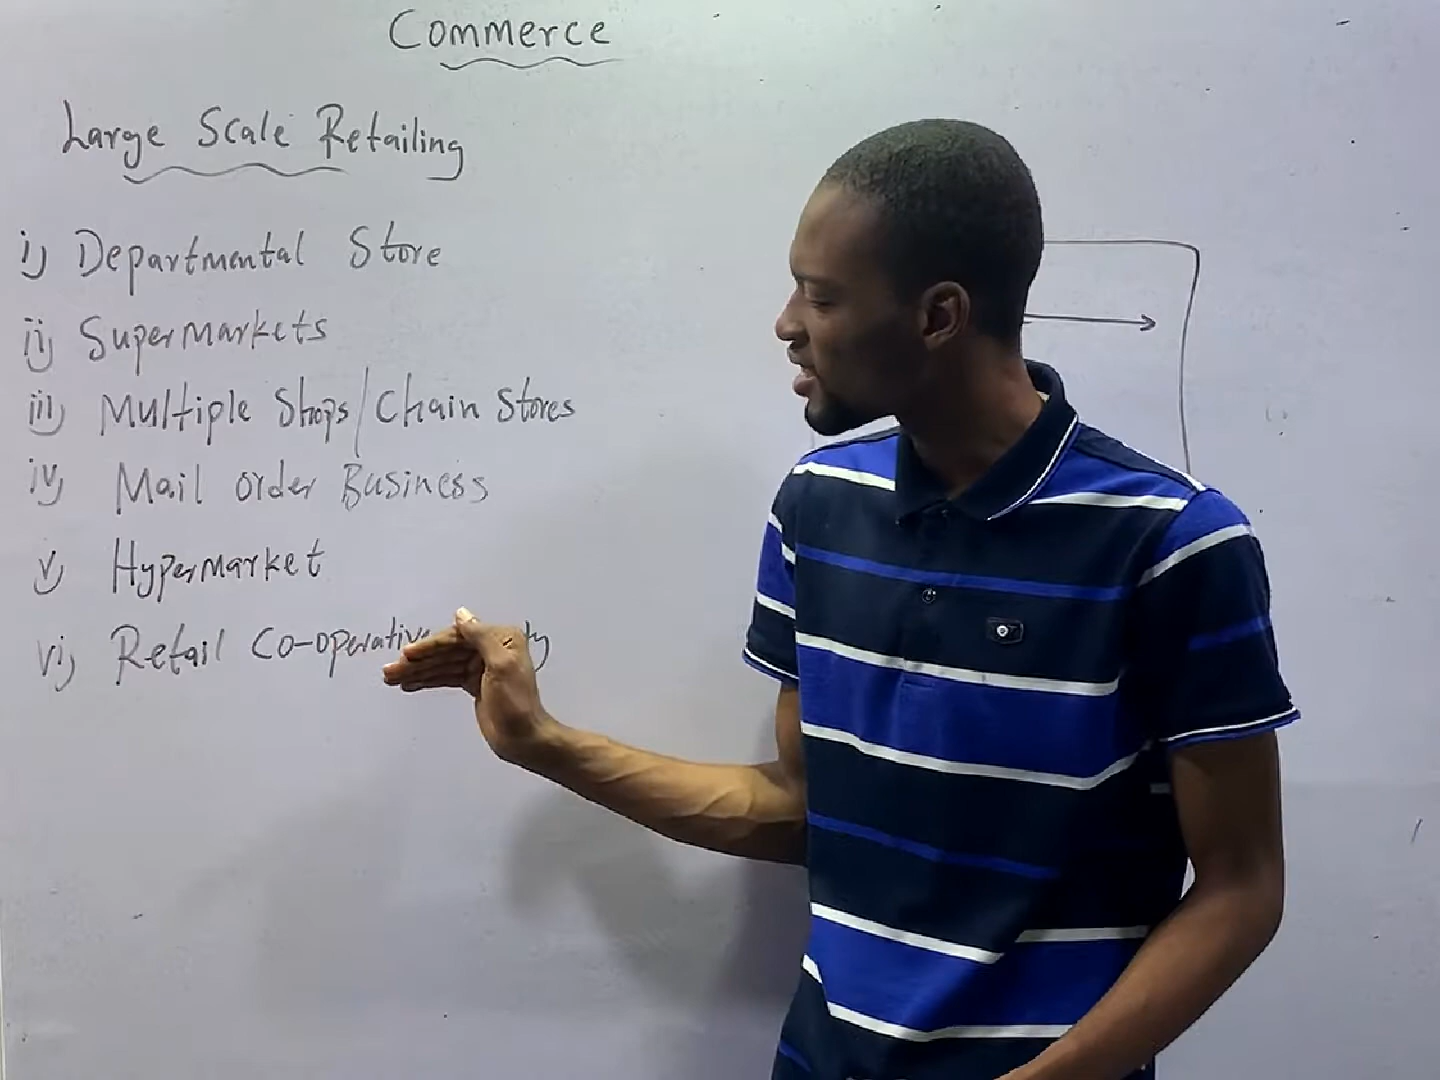 Commerce
Large Scale Retailing
i) Departmental Store
ii) Supermarkets
iii) Multiple Shops/Chain Stores
iv) Mail order Business
v) Hypermarket
vi) Retail Co-operative